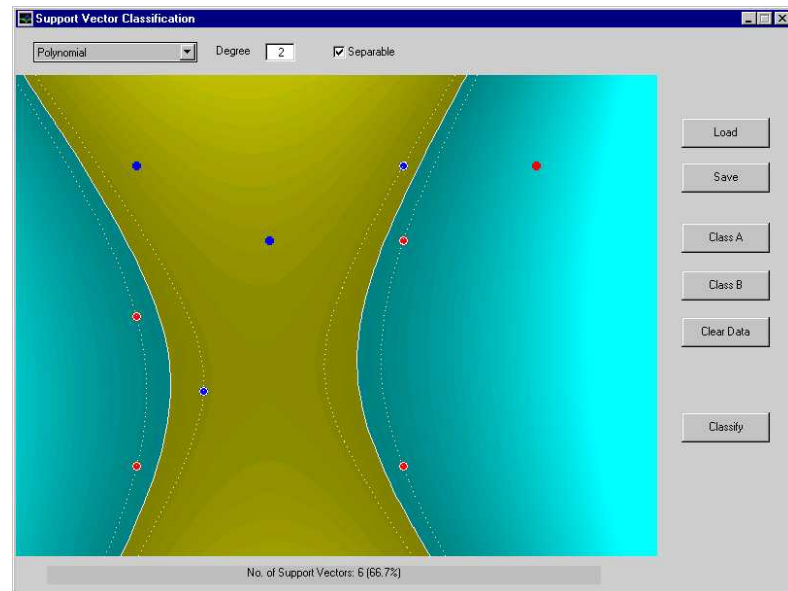 Support Vector Classification
Polynomial Degree 2 Separable
Load
Save
Class A
Class B
Clear Data
Classify
No. of Support Vectors: 6 (66.7%)